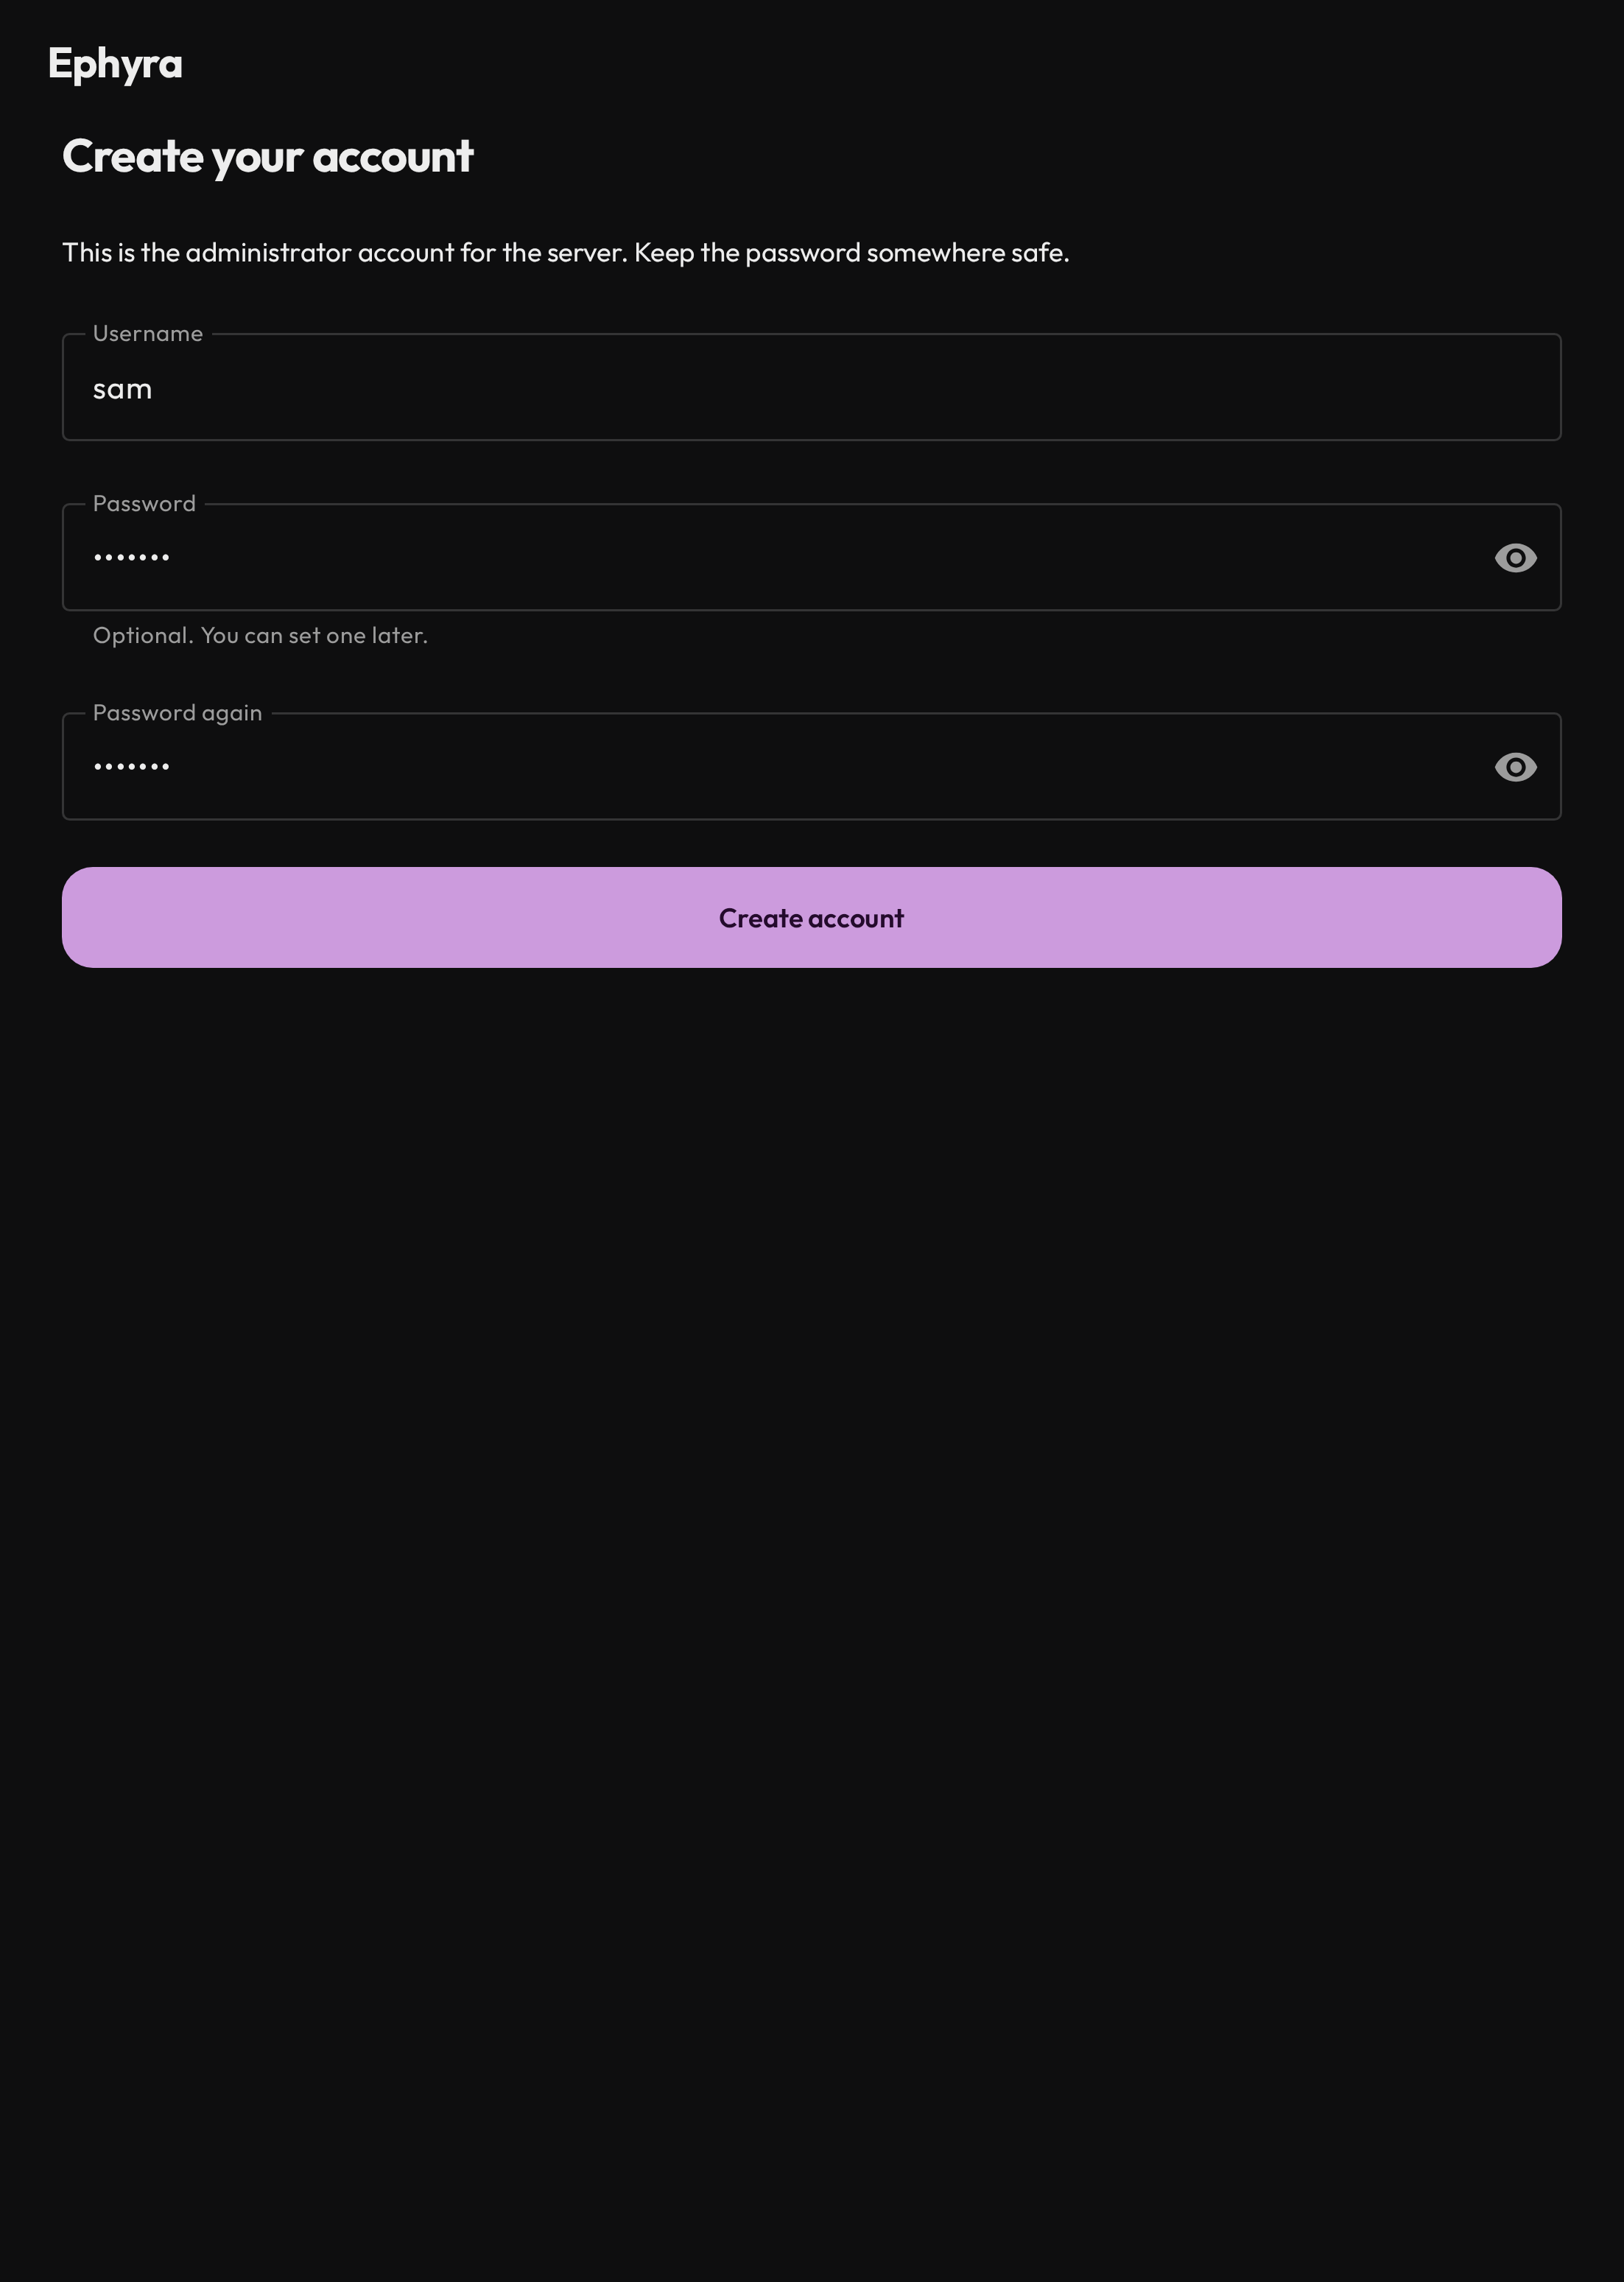 Ephyra
Create your account
This is the administrator account for the server. Keep the password somewhere safe.
Username
sam
Password
•••••••
Optional. You can set one later.
Password again
•••••••
Create account